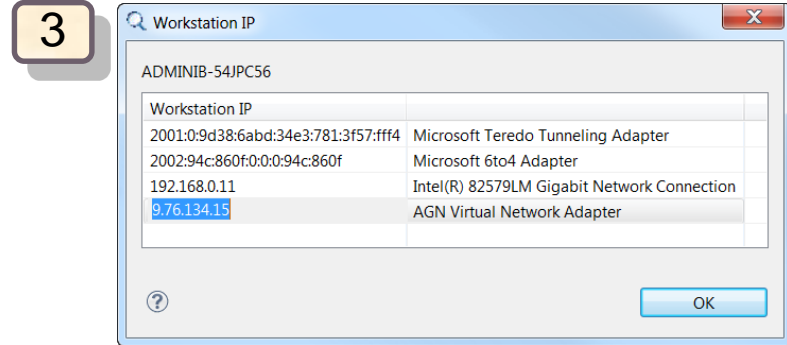 3
Workstation IP
ADMINIB-54JPC56
Workstation IP
2001:0:9d38:6abd:34e3:781:3f57:fff4 Microsoft Teredo Tunneling Adapter
2002:94c:860f:0:0:0:94c:860f Microsoft 6to4 Adapter
192.168.0.11 Intel(R) 82579LM Gigabit Network Connection
9.76.134.15 AGN Virtual Network Adapter
?
OK